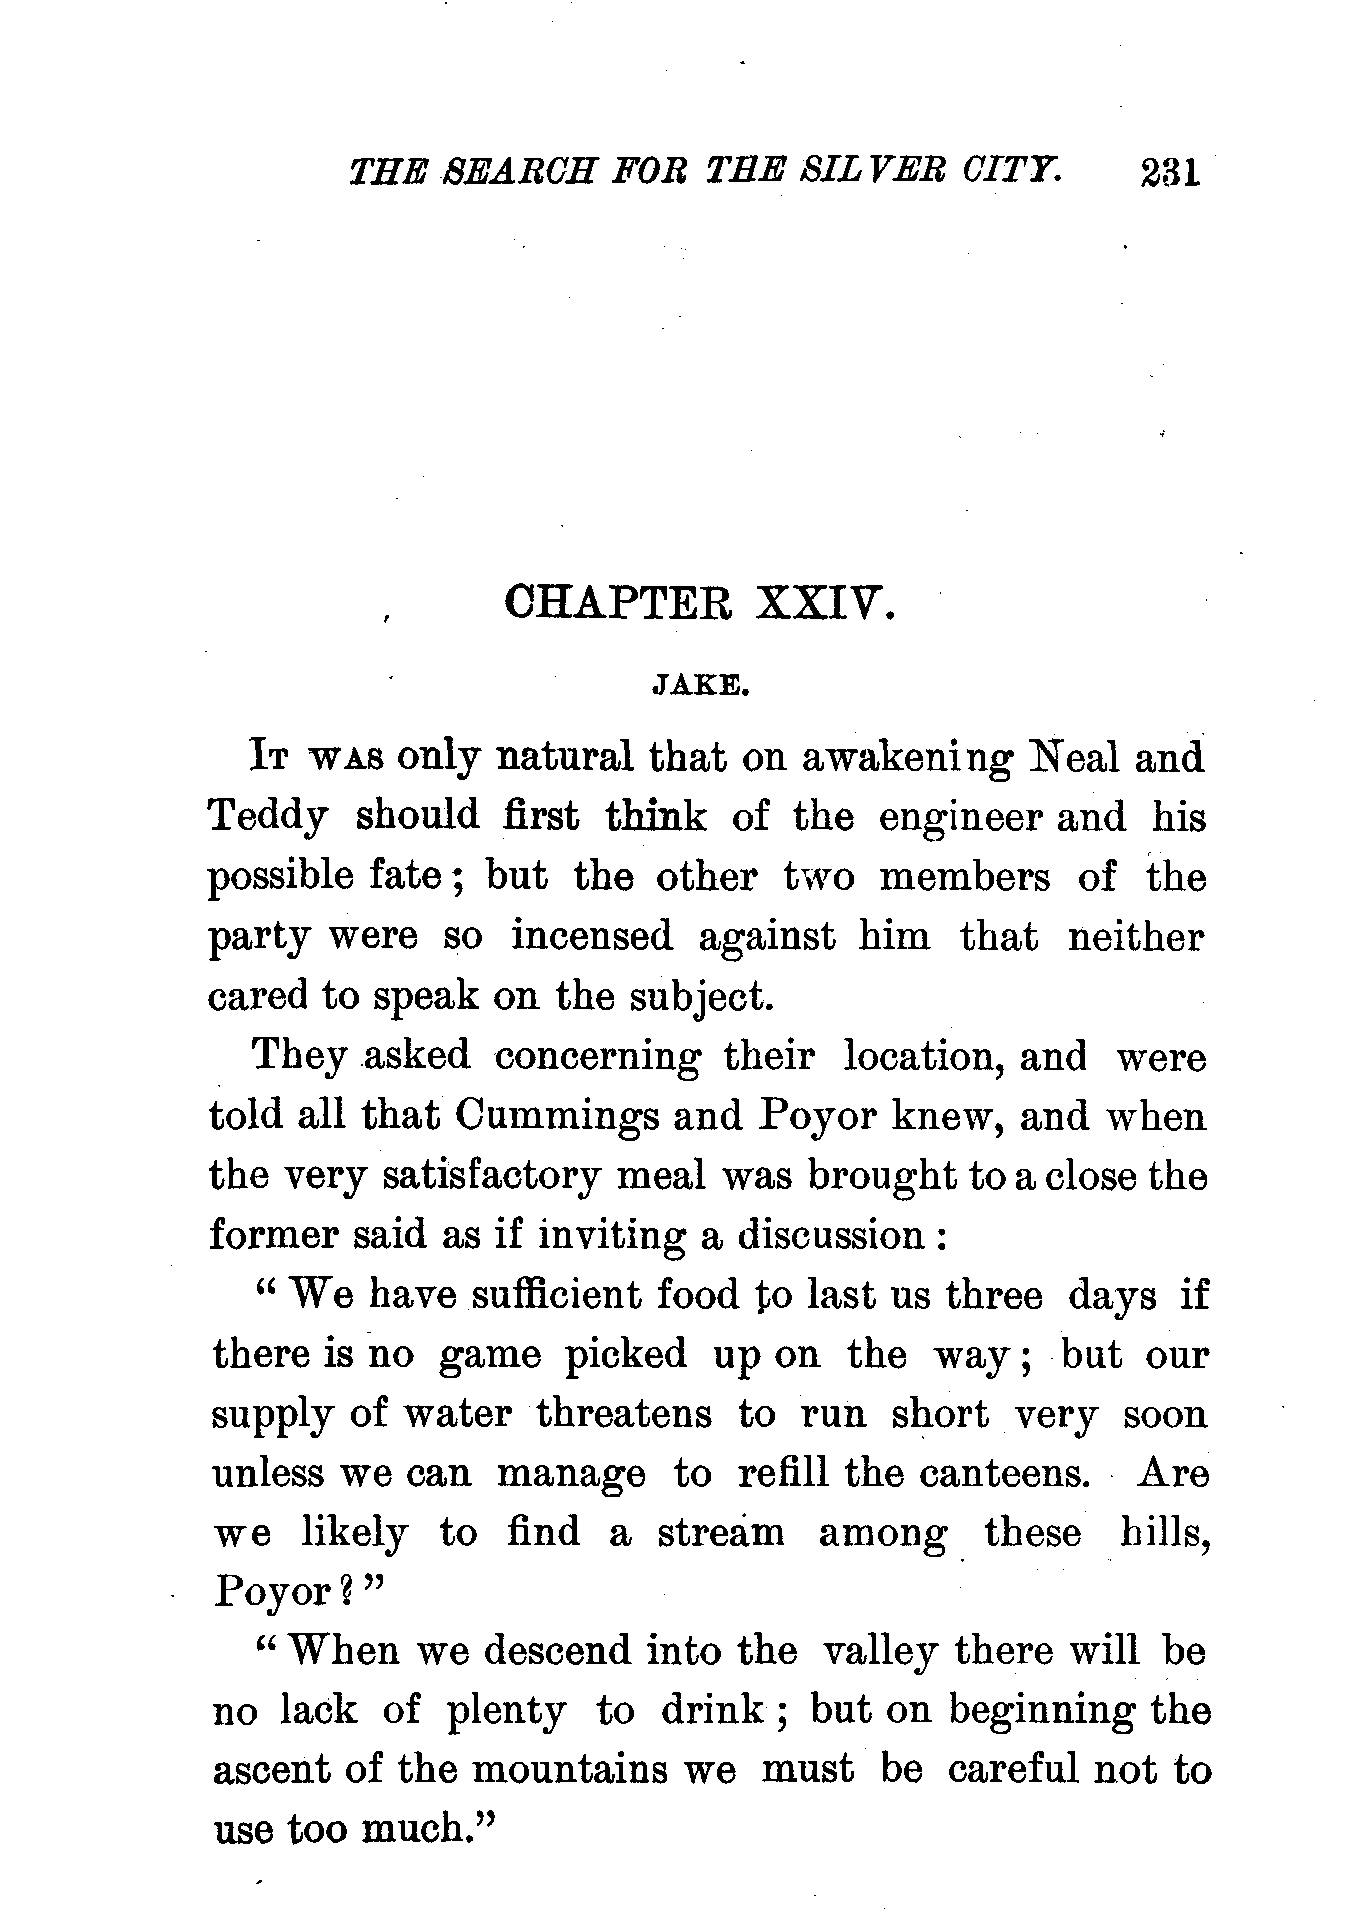 THE SEARCH FOR THE SILVER CITY. 231
CHAPTER XXIV.
JAKE.
IT WAS only natural that on awakening Neal and
Teddy should first think of the engineer and his
possible fate; but the other two members of the
party were so incensed against him that neither
cared to speak on the subject.
They asked concerning their location, and were
told all that Cummings and Poyor knew, and when
the very satisfactory meal was brought to a close the
former said as if inviting a discussion:
“We have sufficient food to last us three days if
there is no game picked up on the way; but our
supply of water threatens to run short very soon
unless we can manage to refill the canteens. Are
we likely to find a stream among these hills,
Poyor?”
“When we descend into the valley there will be
no lack of plenty to drink; but on beginning the
ascent of the mountains we must be careful not to
use too much.”